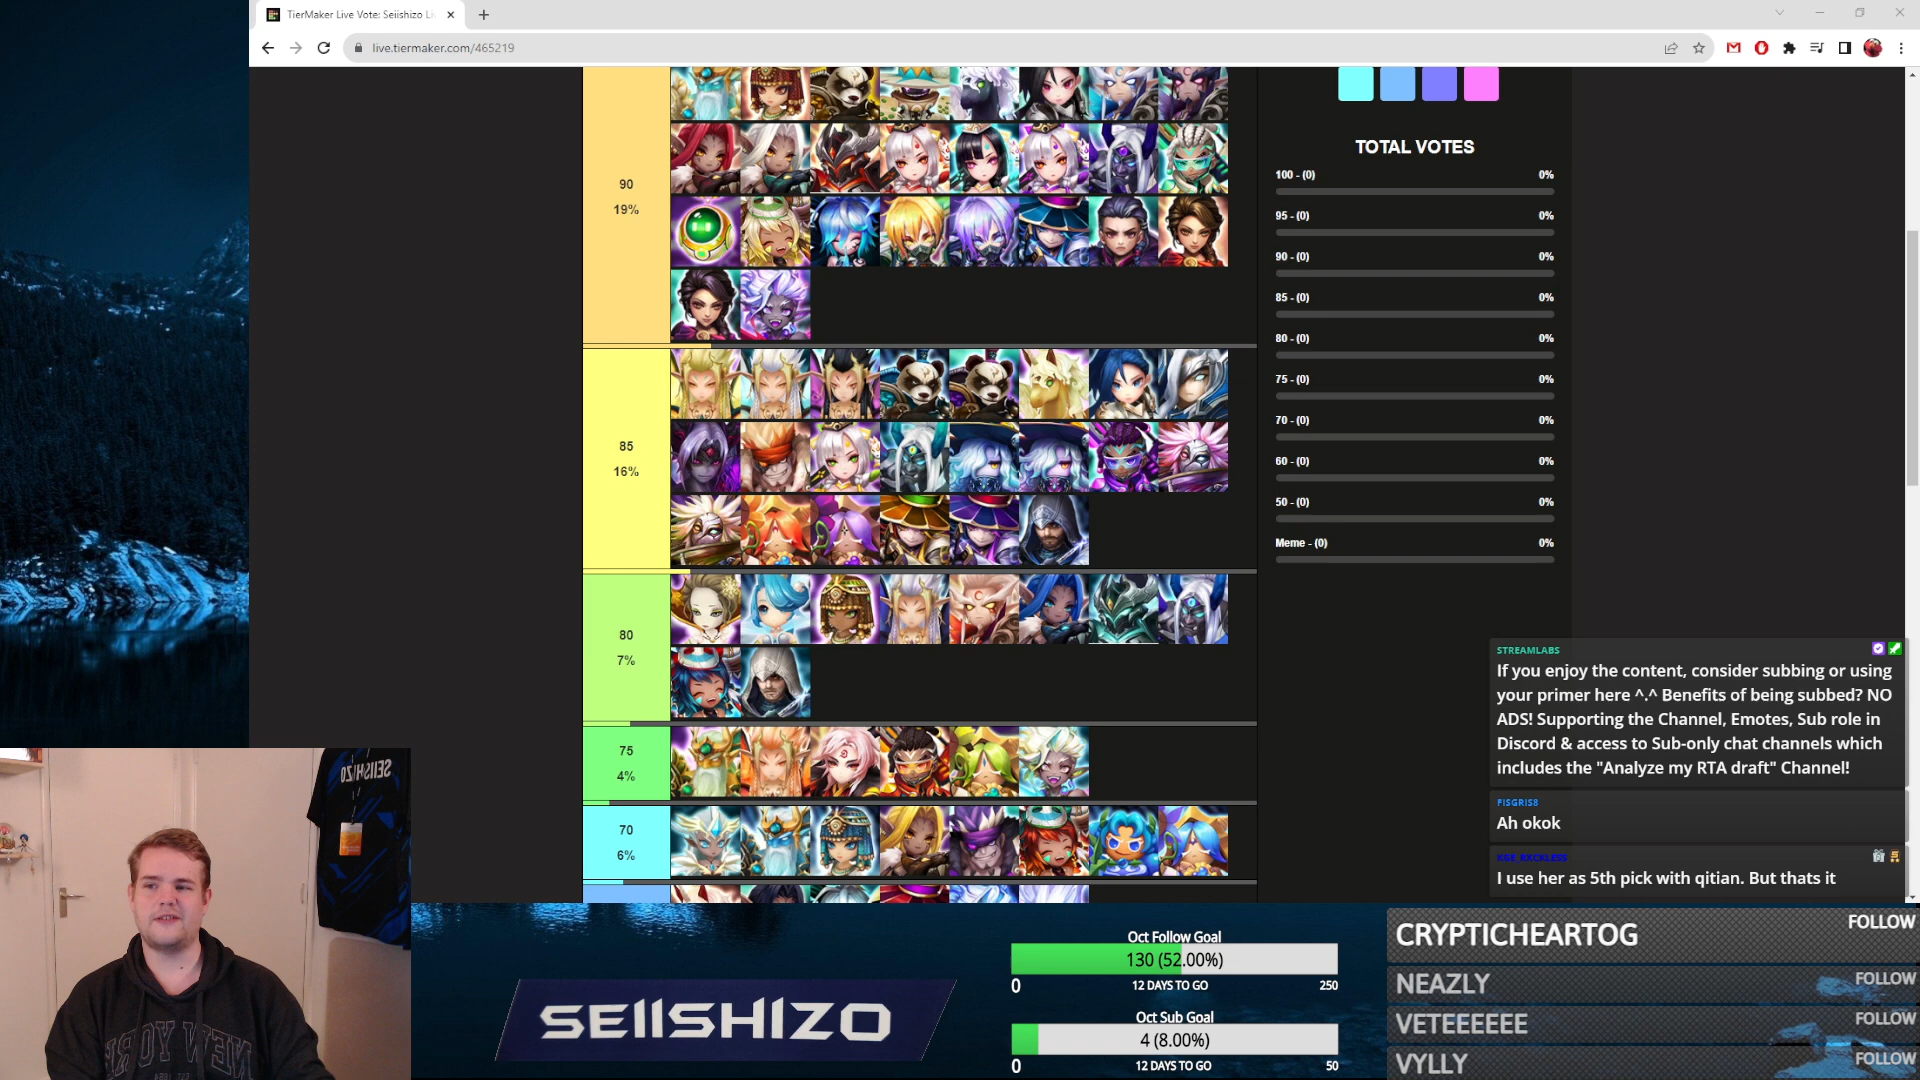 TierMaker Live Vote: Seiishizo Li
live.tiermaker.com/465219
90
19%
85
16%
80
7%
75
4%
70
6%
TOTAL VOTES
100 - (0) 0%
95 - (0) 0%
90 - (0) 0%
85 - (0) 0%
80 - (0) 0%
75 - (0) 0%
70 - (0) 0%
60 - (0) 0%
50 - (0) 0%
Meme - (0) 0%
STREAMLABS
If you enjoy the content, consider subbing or using
your primer here ^.^ Benefits of being subbed? NO
ADS! Supporting the Channel, Emotes, Sub role in
Discord & access to Sub-only chat channels which
includes the "Analyze my RTA draft" Channel!
PISGRIS8
Ah okok
KGE_RXCKLESS
I use her as 5th pick with qitian. But thats it
SEIISHIZO
NEW YORK
SEIISHIZO
Oct Follow Goal
130 (52.00%)
0 12 DAYS TO GO 250
Oct Sub Goal
4 (8.00%)
0 12 DAYS TO GO 50
CRYPTICHEARTOG FOLLOW
NEAZLY FOLLOW
VETEEEEEE FOLLOW
VYLLY FOLLOW